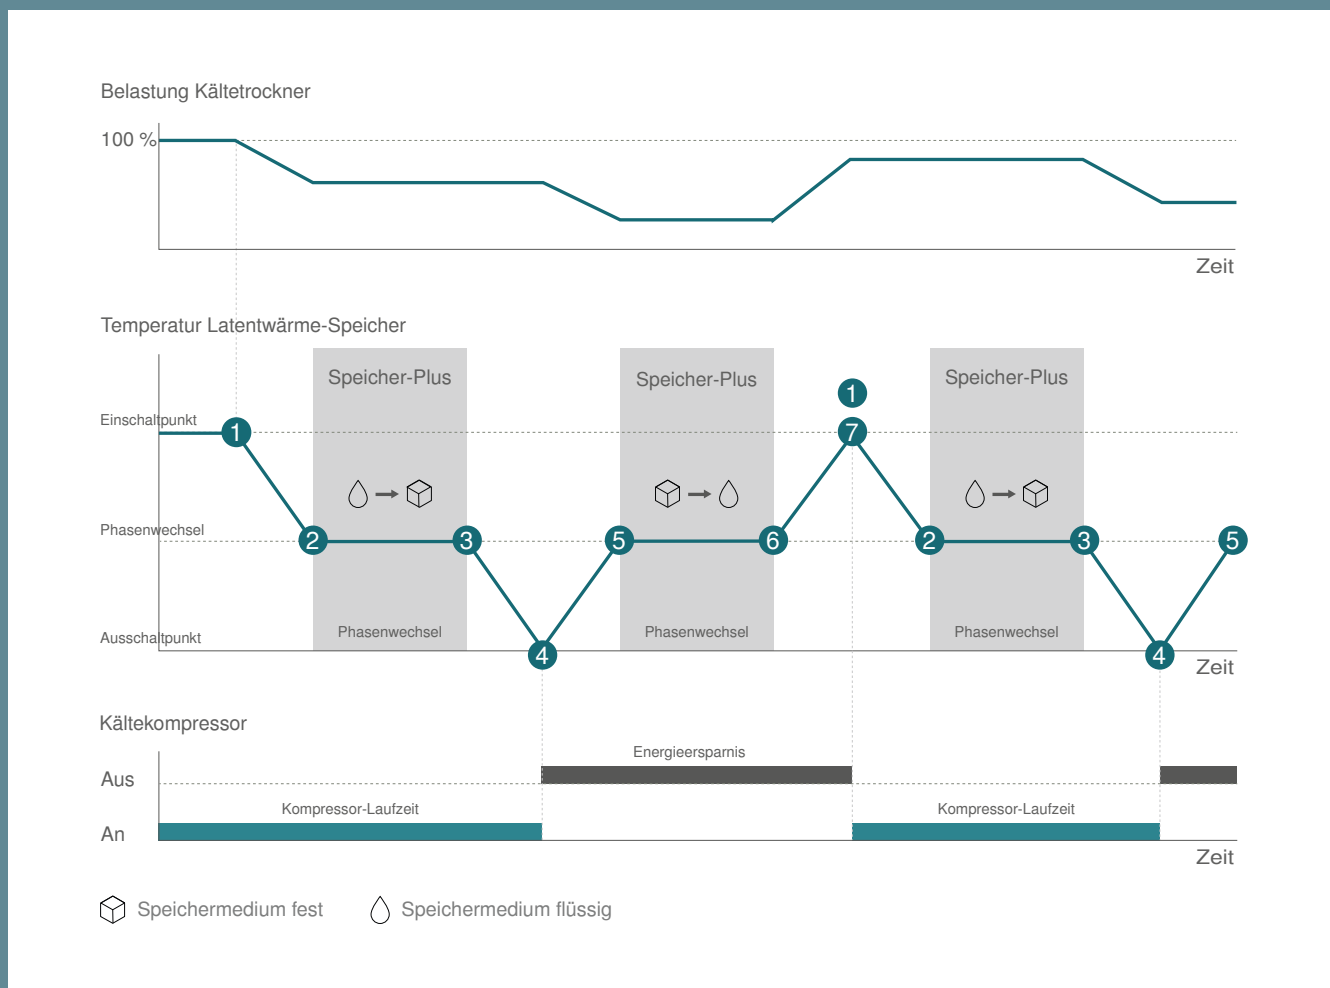 Belastung Kältetrockner
100 %
Zeit
Temperatur Latentwärme-Speicher
Speicher-Plus Speicher-Plus Speicher-Plus
1
Einschaltpunkt 1 7
Phasenwechsel 2 3 5 6 2 3 5
Phasenwechsel Phasenwechsel Phasenwechsel
Ausschaltpunkt
4 4
Zeit
Kältekompressor
Energieersparnis
Aus
Kompressor-Laufzeit Kompressor-Laufzeit
An
Zeit
Speichermedium fest Speichermedium flüssig